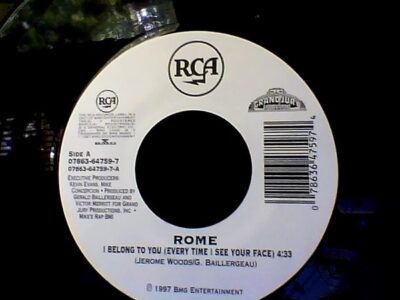 RCA
RCA
GRAND JURY
BMG
Side A
07863-64759-7
07863-64759-7-A
Executive Producers:
Kevin Evans, Mike
Concepcion • Produced by
Gerald Baillergeau and
Victor Merritt for Grand
Jury Productions, Inc •
Mike's Rap BMI
0 78636 47597 4
ROME
I BELONG TO YOU (EVERY TIME I SEE YOUR FACE) 4:33
(Jerome Woods/G. Baillergeau)
℗ 1997 BMG Entertainment